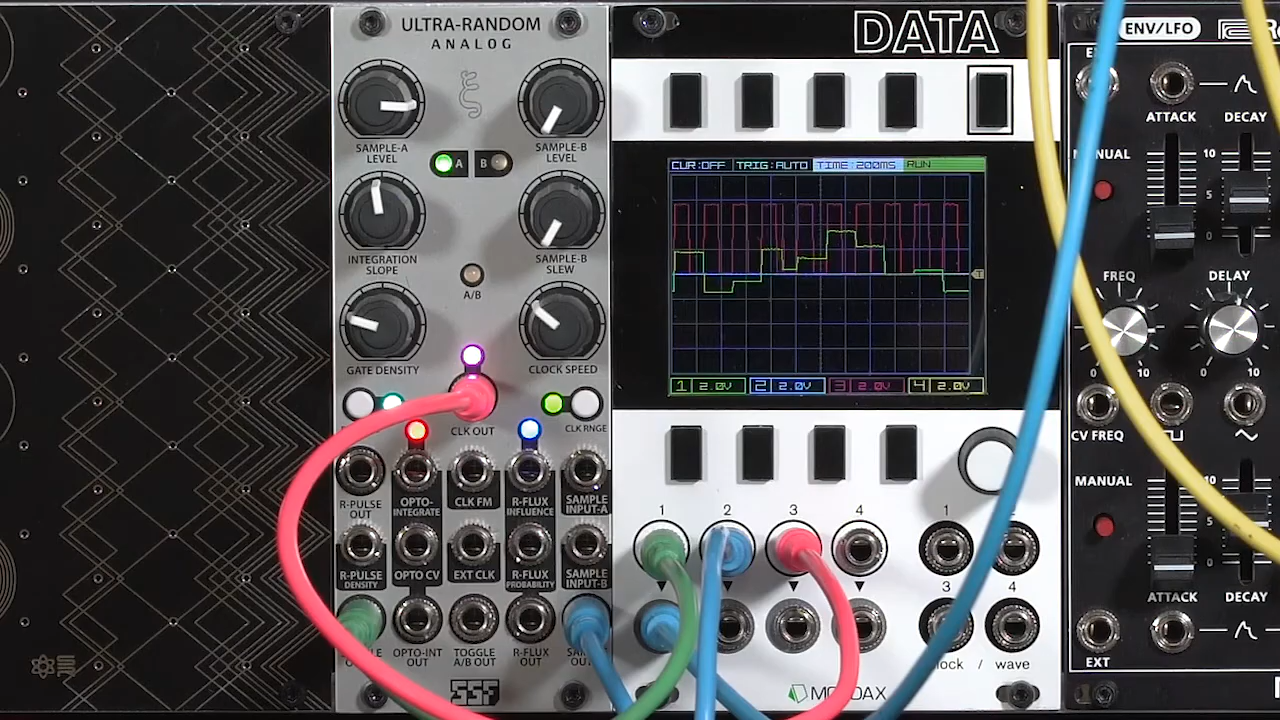 ULTRA-RANDOM
ANALOG
SAMPLE-A
LEVEL
SAMPLE-B
LEVEL
A
B
INTEGRATION
SLOPE
SAMPLE-B
SLEW
A/B
GATE DENSITY
CLOCK SPEED
CLK OUT
CLK RNGE
R-PULSE
OUT
OPTO-
INTEGRATE
CLK FM
R-FLUX
INFLUENCE
SAMPLE
INPUT-A
R-PULSE
DENSITY
OPTO CV
EXT CLK
R-FLUX
PROBABILITY
SAMPLE
INPUT-B
OPTO-INT
OUT
TOGGLE
A/B OUT
R-FLUX
OUT
SSF
DATA
CUR:OFF
TRIG:AUTO
TIME:200MS
RUN
T
1 2.0V
2 2.0V
3 2.0V
4 2.0V
1
2
3
4
1
3
4
/ wave
ENV/LFO
ATTACK
DECAY
10
5
0
FREQ
DELAY
0
10
0
10
CV FREQ
MANUAL
10
5
0
ATTACK
DECAY
EXT